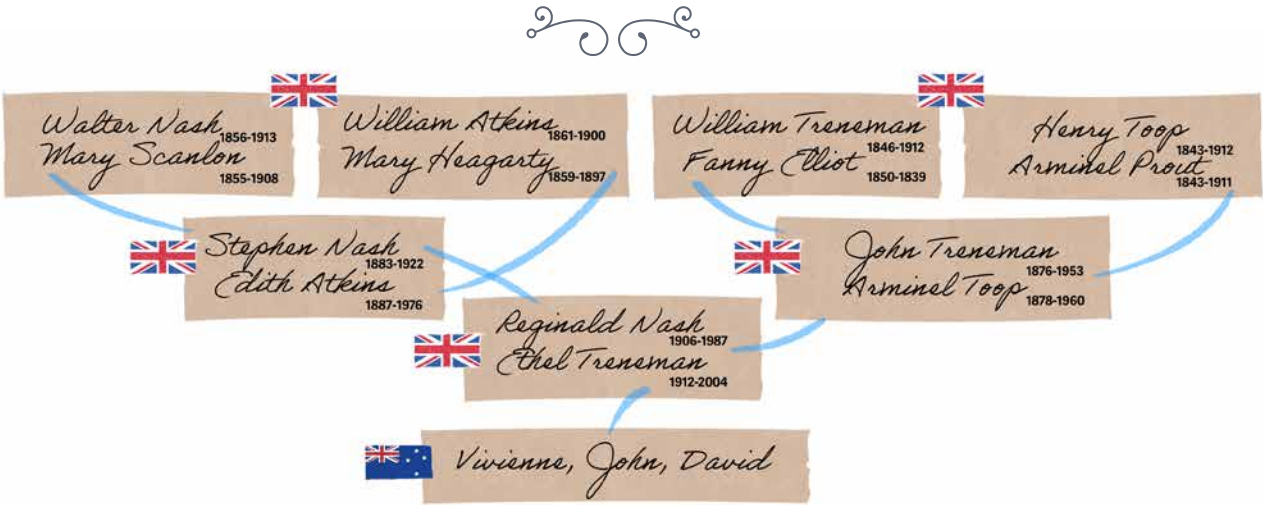 Walter Nash 1856-1913
Mary Scanlon 1855-1908
William Atkins 1861-1900
Mary Heagarty 1859-1897
William Treneman 1846-1912
Fanny Elliot 1850-1839
Henry Toop 1843-1912
Arminel Prout 1843-1911
Stephen Nash 1883-1922
Edith Atkins 1887-1976
John Treneman 1876-1953
Arminel Toop 1878-1960
Reginald Nash 1906-1987
Ethel Treneman 1912-2004
Vivienne, John, David